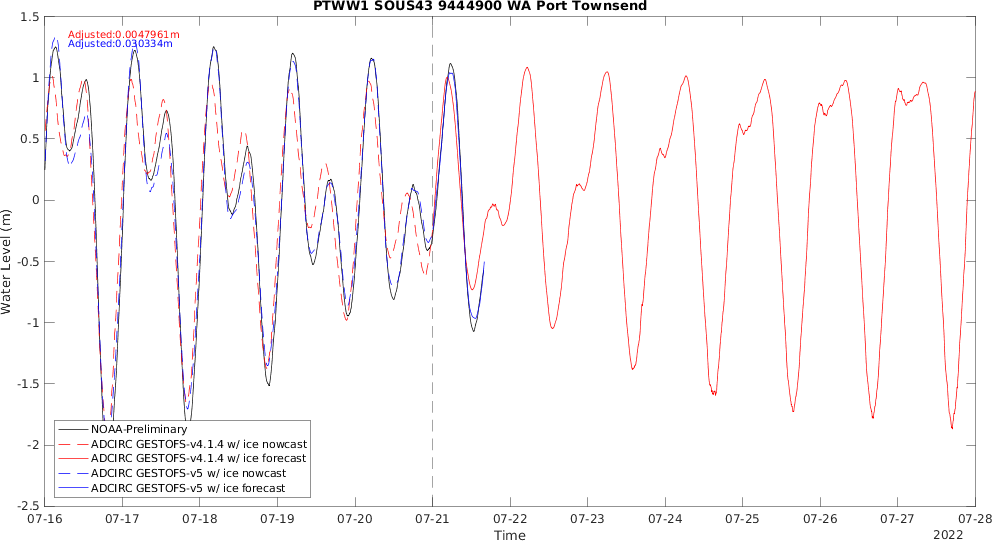 PTWW1 SOUS43 9444900 WA Port Townsend
Adjusted:0.0047961m
Adjusted:0.030334m
1.5
1
0.5
0
-0.5
-1
-1.5
-2
-2.5
Water Level (m)
NOAA-Preliminary
ADCIRC GESTOFS-v4.1.4 w/ ice nowcast
ADCIRC GESTOFS-v4.1.4 w/ ice forecast
ADCIRC GESTOFS-v5 w/ ice nowcast
ADCIRC GESTOFS-v5 w/ ice forecast
07-16 07-17 07-18 07-19 07-20 07-21 07-22 07-23 07-24 07-25 07-26 07-27 07-28
Time
2022